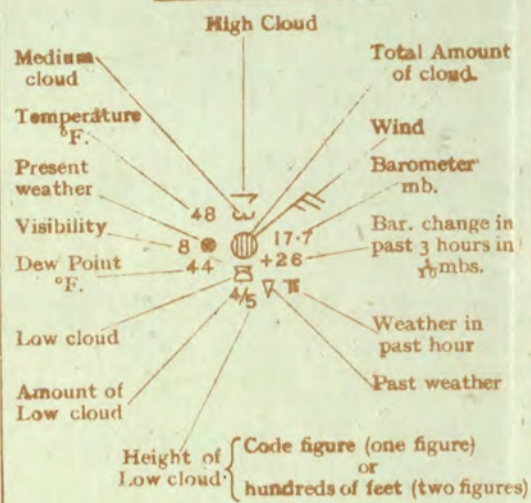 High Cloud
Medium
cloud
Total Amount
of cloud.
Temperature
°F.
Wind
Present
weather
Barometer
mb.
48
Visibility
8
17·7
Bar. change in
past 3 hours in
1/10 mbs.
Dew Point
°F.
44
+26
4/5
Low cloud
Weather in
past hour
Amount of
Low cloud
Past weather
Height of
Low cloud
Code figure (one figure)
or
hundreds of feet (two figures)